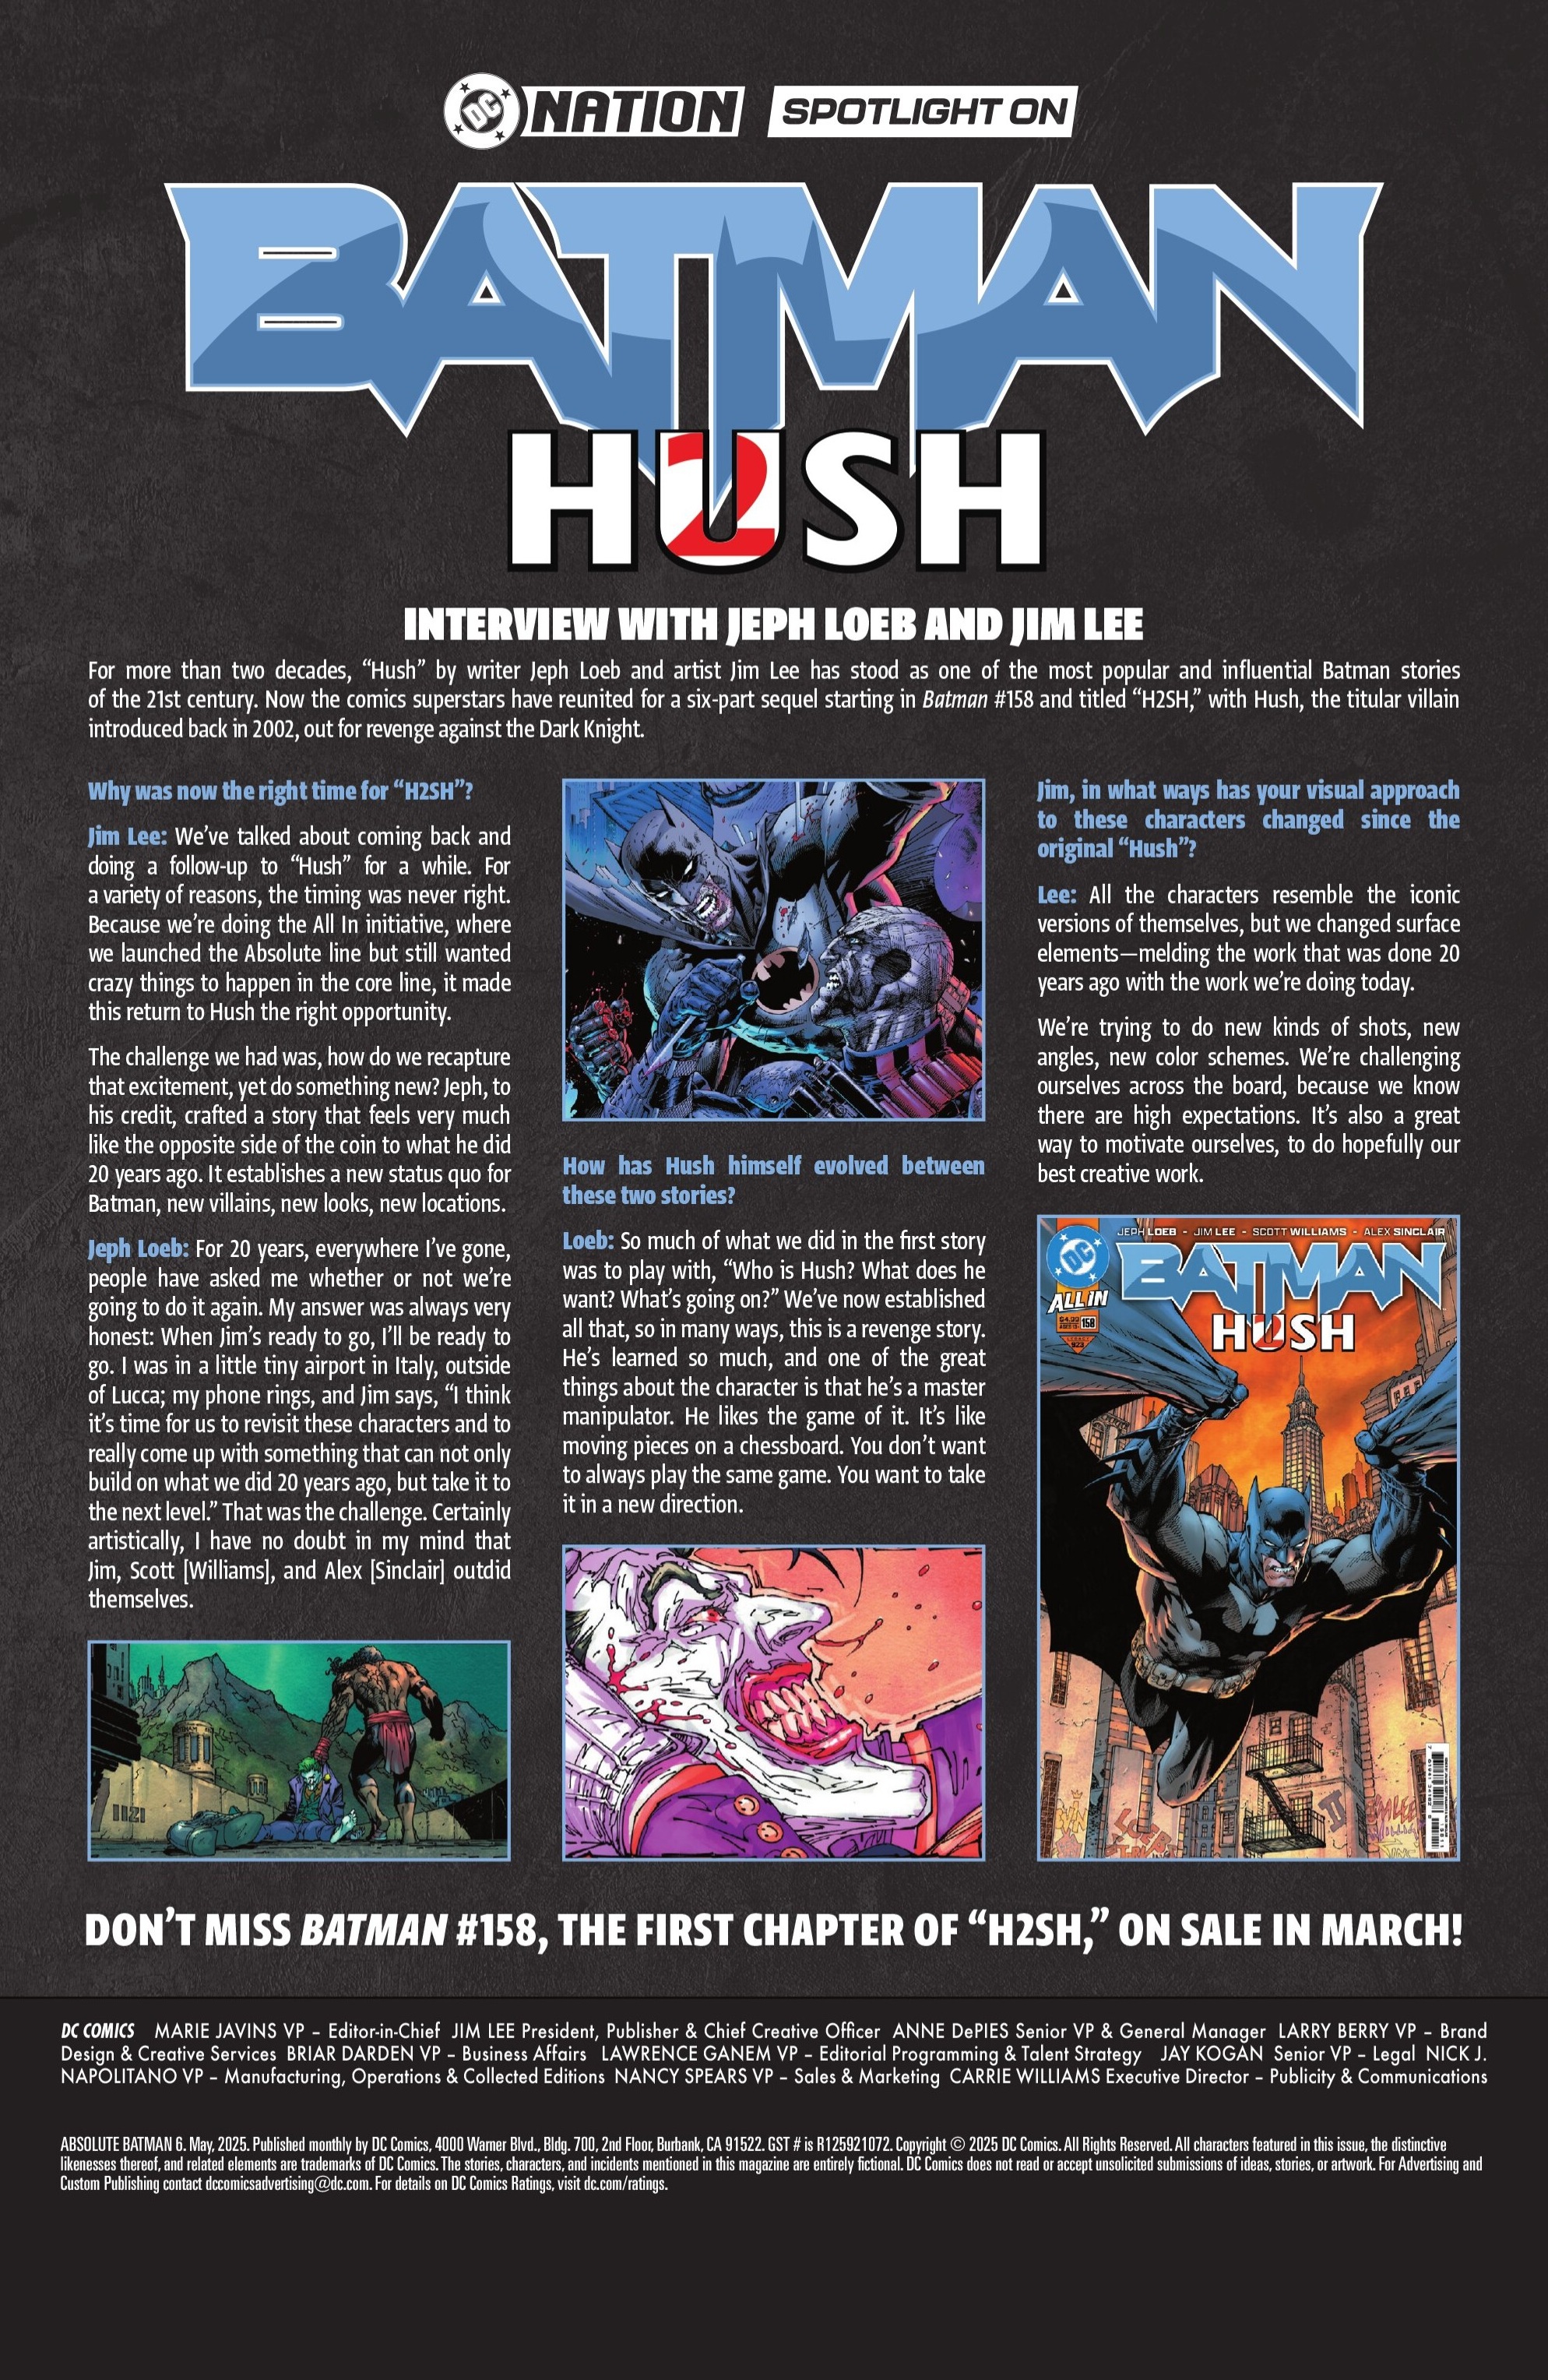 DC NATION SPOTLIGHT ON
BATMAN
HUSH
2
INTERVIEW WITH JEPH LOEB AND JIM LEE
For more than two decades, “Hush” by writer Jeph Loeb and artist Jim Lee has stood as one of the most popular and influential Batman stories
of the 21st century. Now the comics superstars have reunited for a six-part sequel starting in Batman #158 and titled “H2SH,” with Hush, the titular villain
introduced back in 2002, out for revenge against the Dark Knight.
Why was now the right time for “H2SH”?
Jim Lee: We’ve talked about coming back and
doing a follow-up to “Hush” for a while. For
a variety of reasons, the timing was never right.
Because we’re doing the All In initiative, where
we launched the Absolute line but still wanted
crazy things to happen in the core line, it made
this return to Hush the right opportunity.
The challenge we had was, how do we recapture
that excitement, yet do something new? Jeph, to
his credit, crafted a story that feels very much
like the opposite side of the coin to what he did
20 years ago. It establishes a new status quo for
Batman, new villains, new looks, new locations.
Jeph Loeb: For 20 years, everywhere I’ve gone,
people have asked me whether or not we’re
going to do it again. My answer was always very
honest: When Jim’s ready to go, I’ll be ready to
go. I was in a little tiny airport in Italy, outside
of Lucca; my phone rings, and Jim says, “I think
it’s time for us to revisit these characters and to
really come up with something that can not only
build on what we did 20 years ago, but take it to
the next level.” That was the challenge. Certainly
artistically, I have no doubt in my mind that
Jim, Scott [Williams], and Alex [Sinclair] outdid
themselves.
1121
How has Hush himself evolved between
these two stories?
Loeb: So much of what we did in the first story
was to play with, “Who is Hush? What does he
want? What’s going on?” We’ve now established
all that, so in many ways, this is a revenge story.
He’s learned so much, and one of the great
things about the character is that he’s a master
manipulator. He likes the game of it. It’s like
moving pieces on a chessboard. You don’t want
to always play the same game. You want to take
it in a new direction.
Jim, in what ways has your visual approach
to these characters changed since the
original “Hush”?
Lee: All the characters resemble the iconic
versions of themselves, but we changed surface
elements—melding the work that was done 20
years ago with the work we’re doing today.
We’re trying to do new kinds of shots, new
angles, new color schemes. We’re challenging
ourselves across the board, because we know
there are high expectations. It’s also a great
way to motivate ourselves, to do hopefully our
best creative work.
JEPH LOEB - JIM LEE - SCOTT WILLIAMS - ALEX SINCLAIR
DC
BATMAN
ALL IN
158
HUSH
2
DON’T MISS BATMAN #158, THE FIRST CHAPTER OF “H2SH,” ON SALE IN MARCH!
DC COMICS MARIE JAVINS VP – Editor-in-Chief JIM LEE President, Publisher & Chief Creative Officer ANNE DePIES Senior VP & General Manager LARRY BERRY VP – Brand
Design & Creative Services BRIAR DARDEN VP – Business Affairs LAWRENCE GANEM VP – Editorial Programming & Talent Strategy JAY KOGAN Senior VP – Legal NICK J.
NAPOLITANO VP – Manufacturing, Operations & Collected Editions NANCY SPEARS VP – Sales & Marketing CARRIE WILLIAMS Executive Director – Publicity & Communications
ABSOLUTE BATMAN 6. May, 2025. Published monthly by DC Comics, 4000 Warner Blvd., Bldg. 700, 2nd Floor, Burbank, CA 91522. GST # is R125921072. Copyright © 2025 DC Comics. All Rights Reserved. All characters featured in this issue, the distinctive
likenesses thereof, and related elements are trademarks of DC Comics. The stories, characters, and incidents mentioned in this magazine are entirely fictional. DC Comics does not read or accept unsolicited submissions of ideas, stories, or artwork. For Advertising and
Custom Publishing contact dccomicsadvertising@dc.com. For details on DC Comics Ratings, visit dc.com/ratings.